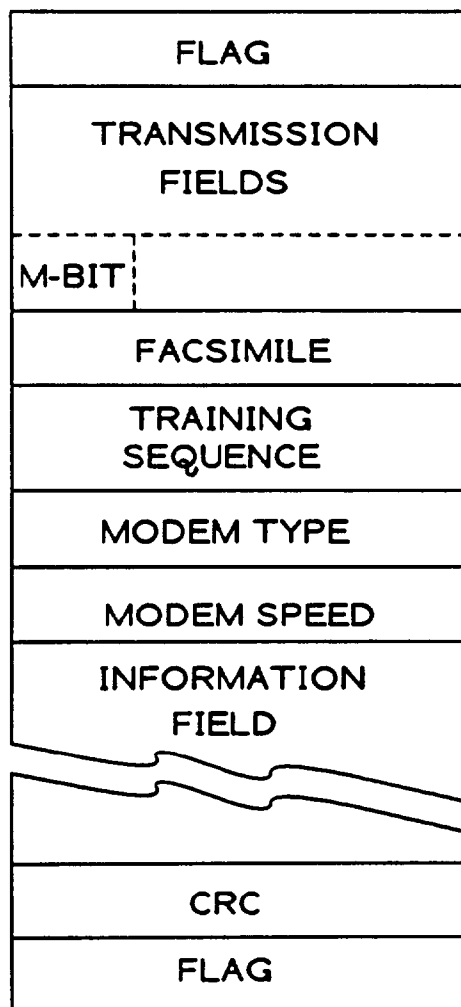 FLAG
TRANSMISSION
FIELDS
M-BIT
FACSIMILE
TRAINING
SEQUENCE
MODEM TYPE
MODEM SPEED
INFORMATION
FIELD
CRC
FLAG